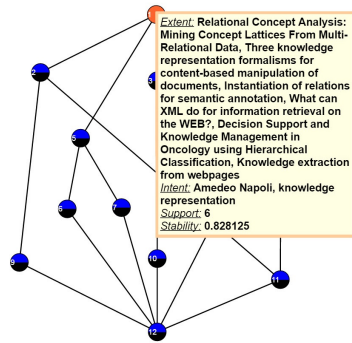 1
Extent: Relational Concept Analysis:
Mining Concept Lattices From Multi-
Relational Data, Three knowledge
representation formalisms for
content-based manipulation of
documents, Instantiation of relations
for semantic annotation, What can
XML do for information retrieval on
the WEB?, Decision Support and
Knowledge Management in
Oncology using Hierarchical
Classification, Knowledge extraction
from webpages
Intent: Amedeo Napoli, knowledge
representation
Support: 6
Stability: 0.828125
2
3
5
6
7
9
10
11
12